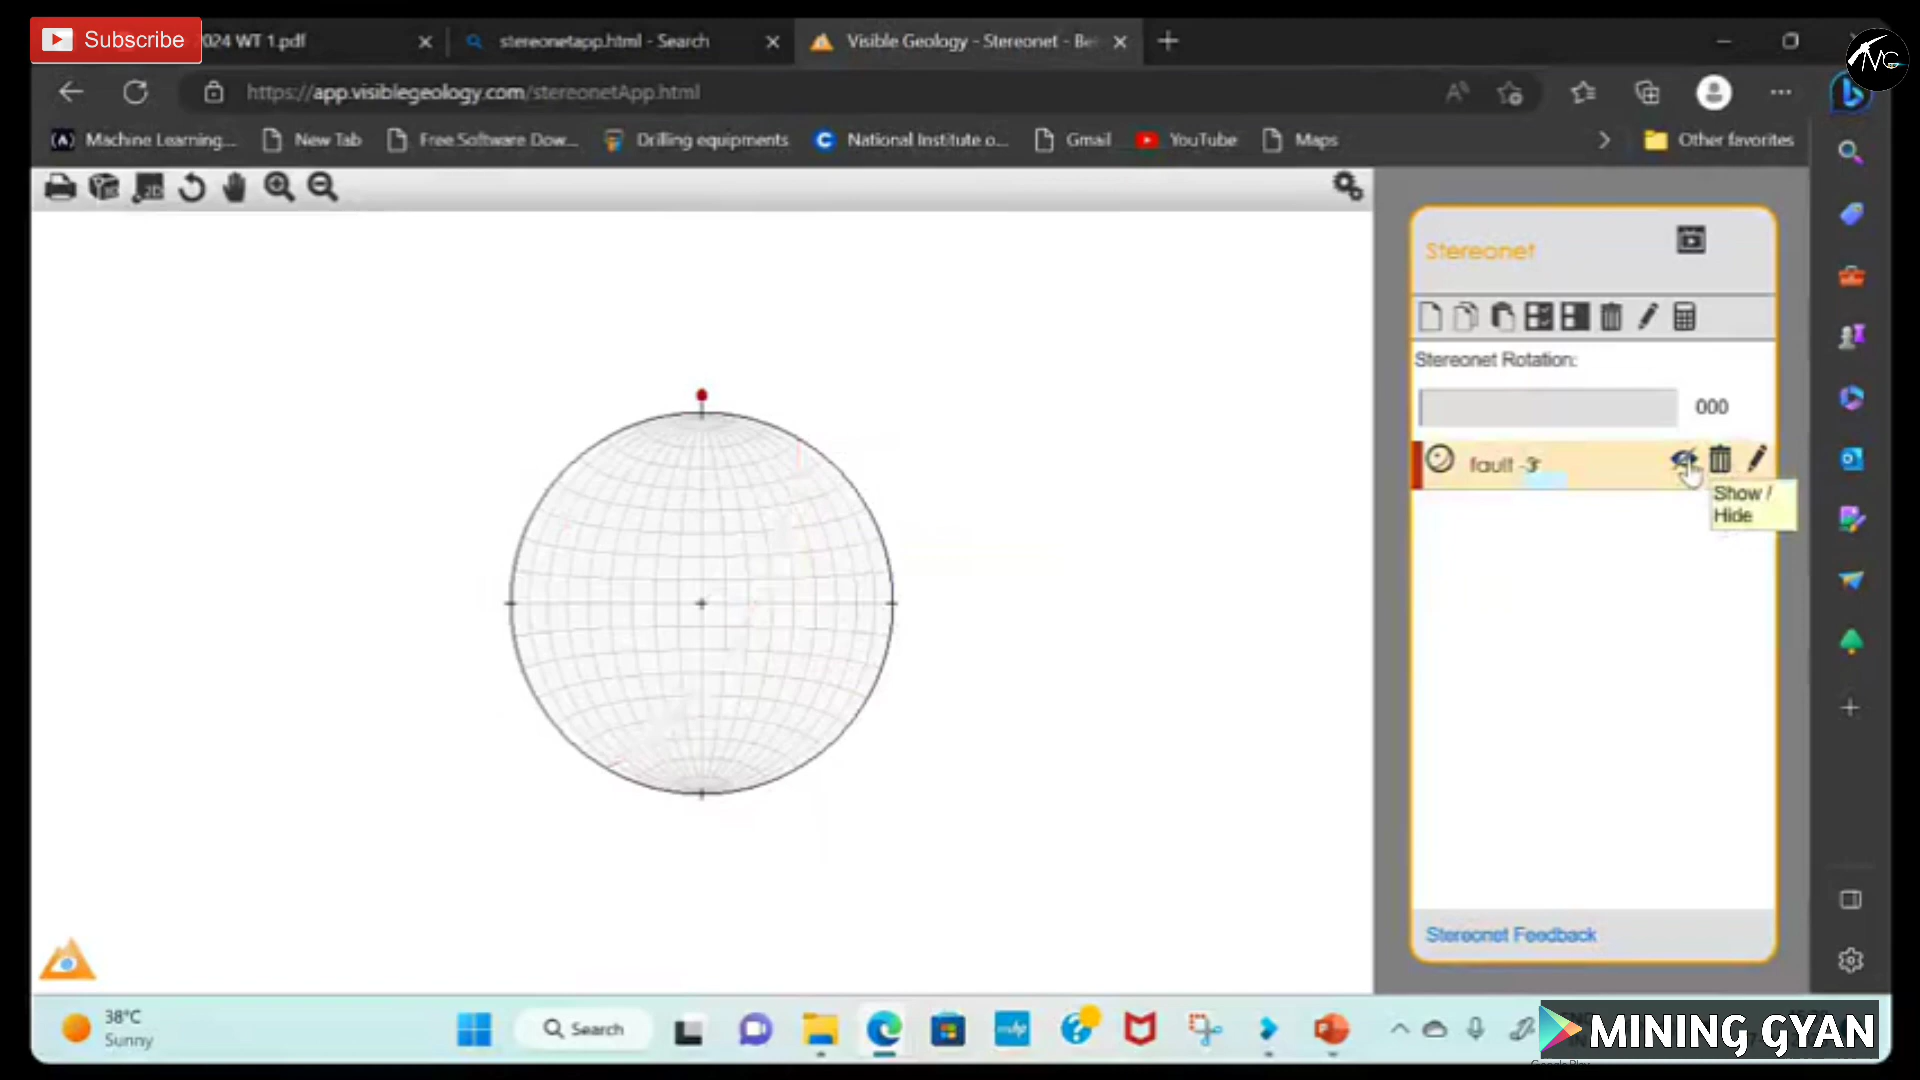 Subscribe
2024 WT 1.pdf
stereonetapp.html - Search
Visible Geology - Stereonet - Be
https://app.visiblegeology.com/stereonetApp.html
Machine Learning...
New Tab
Free Software Dow...
Drilling equipments
National Institute o...
Gmail
YouTube
Maps
Other favorites
2D
Stereonet
Stereonet Rotation:
000
fault -3
Show /
Hide
Stereonet Feedback
38°C
Sunny
Search
MINING GYAN